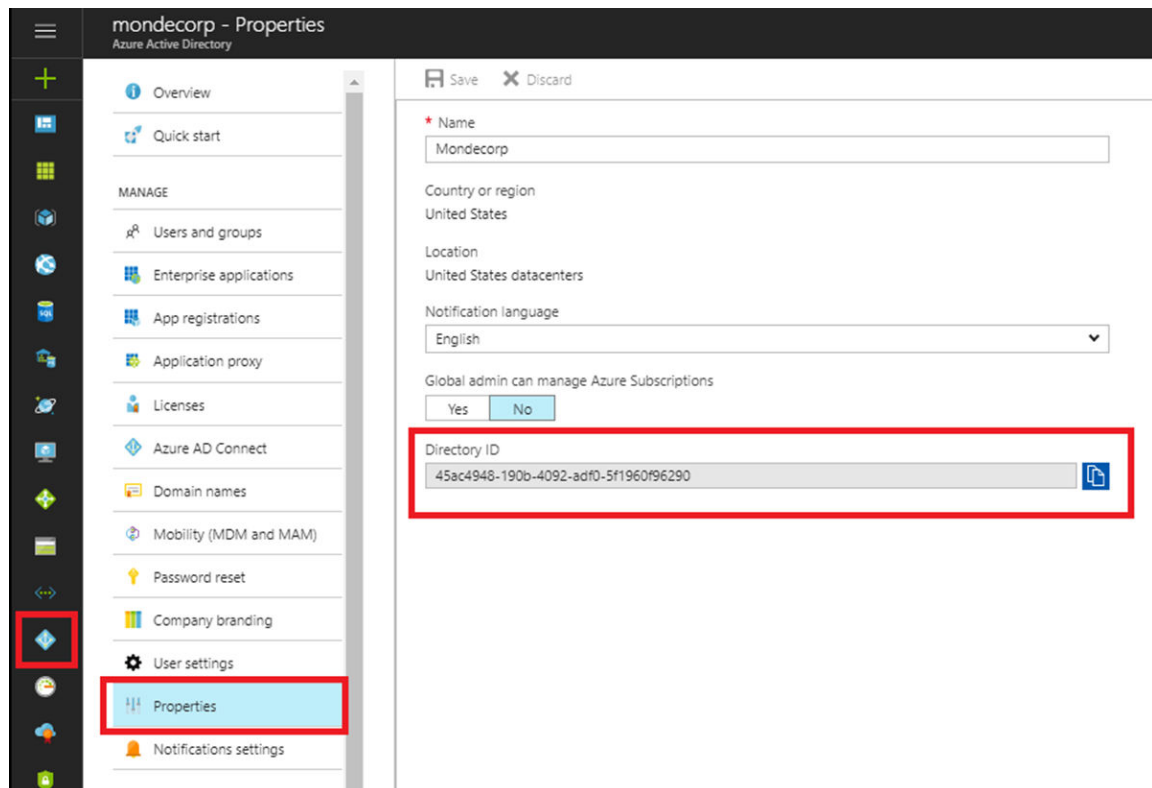 mondecorp - Properties
Azure Active Directory
Overview
Quick start
MANAGE
Users and groups
Enterprise applications
App registrations
Application proxy
Licenses
Azure AD Connect
Domain names
Mobility (MDM and MAM)
Password reset
Company branding
User settings
Properties
Notifications settings
Save Discard
* Name
Mondecorp
Country or region
United States
Location
United States datacenters
Notification language
English
Global admin can manage Azure Subscriptions
Yes No
Directory ID
45ac4948-190b-4092-adf0-5f1960f96290
SQL